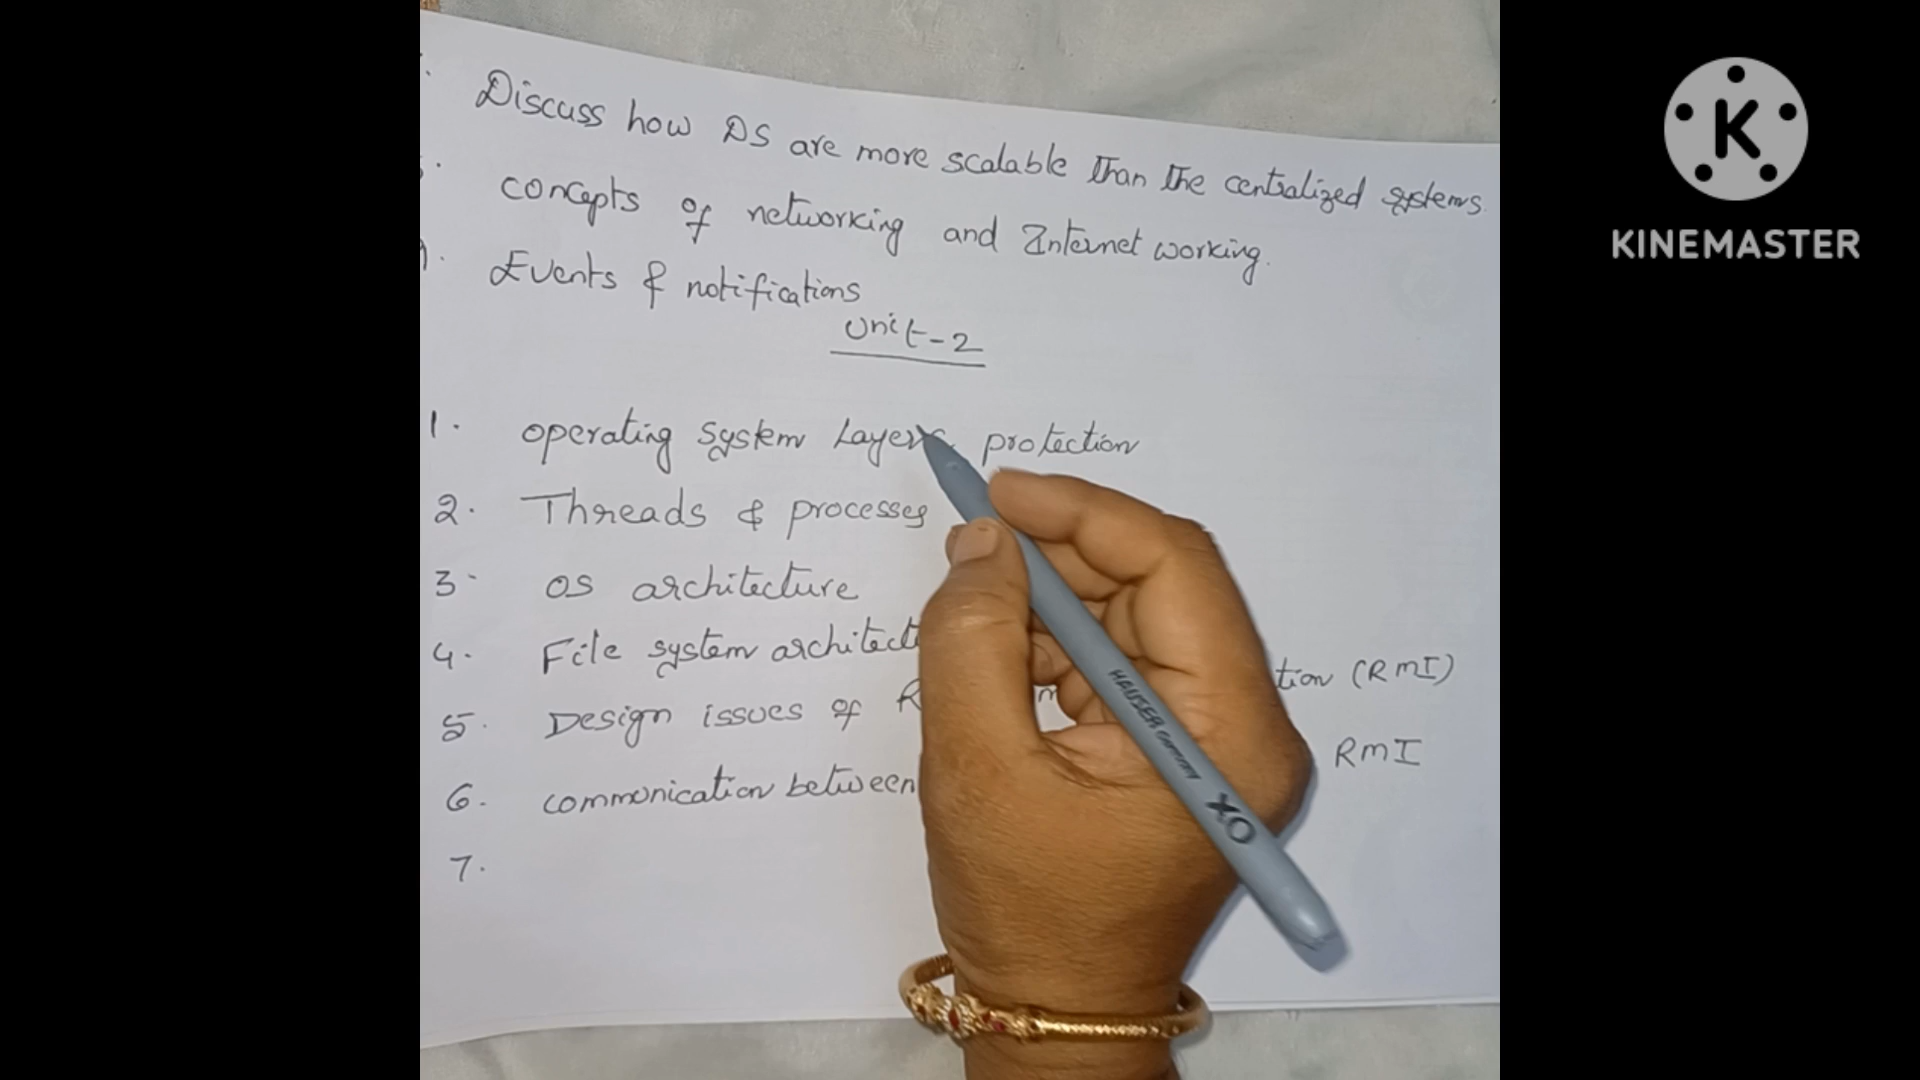 Discuss how DS are more scalable than the centralized systems.
concepts of networking and Internet working.
Events & notifications
Unit-2
1. operating system Layers protection
2. Threads & processes
3. OS architecture
4. File system
5. Design issues of tion (RMI)
6. communication between RMI
7.
HAUSER
XO
K
KINEMASTER